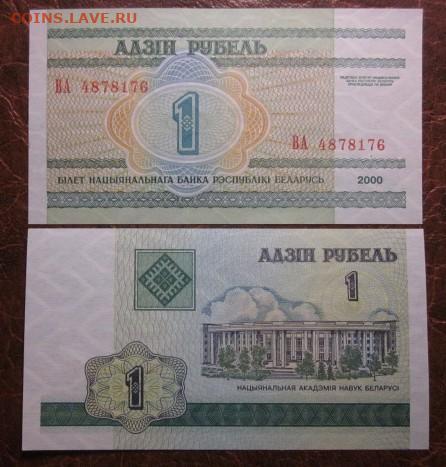 COINS.LAVE.RU
АДЗІН РУБЕЛЬ
ВА 4878176
1
ВА 4878176
БІЛЕТ НАЦЫЯНАЛЬНАГА БАНКА РЭСПУБЛІКІ БЕЛАРУСЬ 2000
АДЗІН РУБЕЛЬ
1
НАЦЫЯНАЛЬНАЯ АКАДЭМІЯ НАВУК БЕЛАРУСІ
1